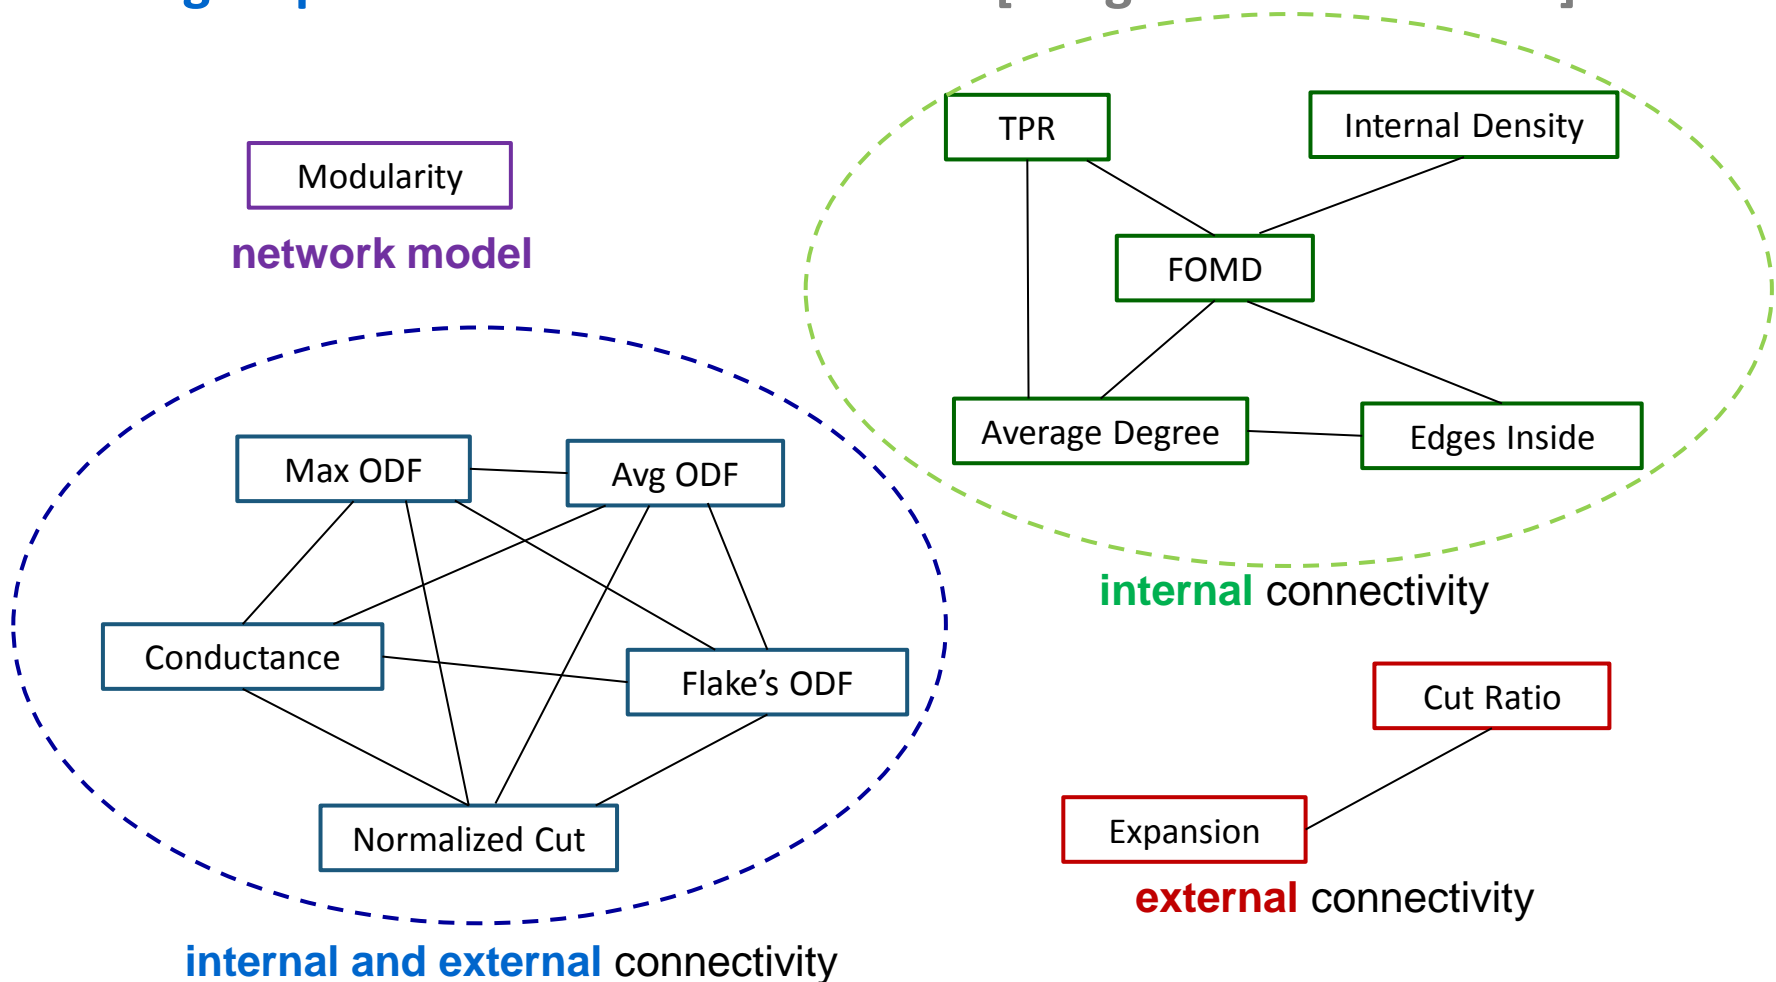 TPR
Internal Density
Modularity
network model
FOMD
Average Degree
Edges Inside
Max ODF
Avg ODF
internal connectivity
Conductance
Flake’s ODF
Cut Ratio
Normalized Cut
Expansion
external connectivity
internal and external connectivity